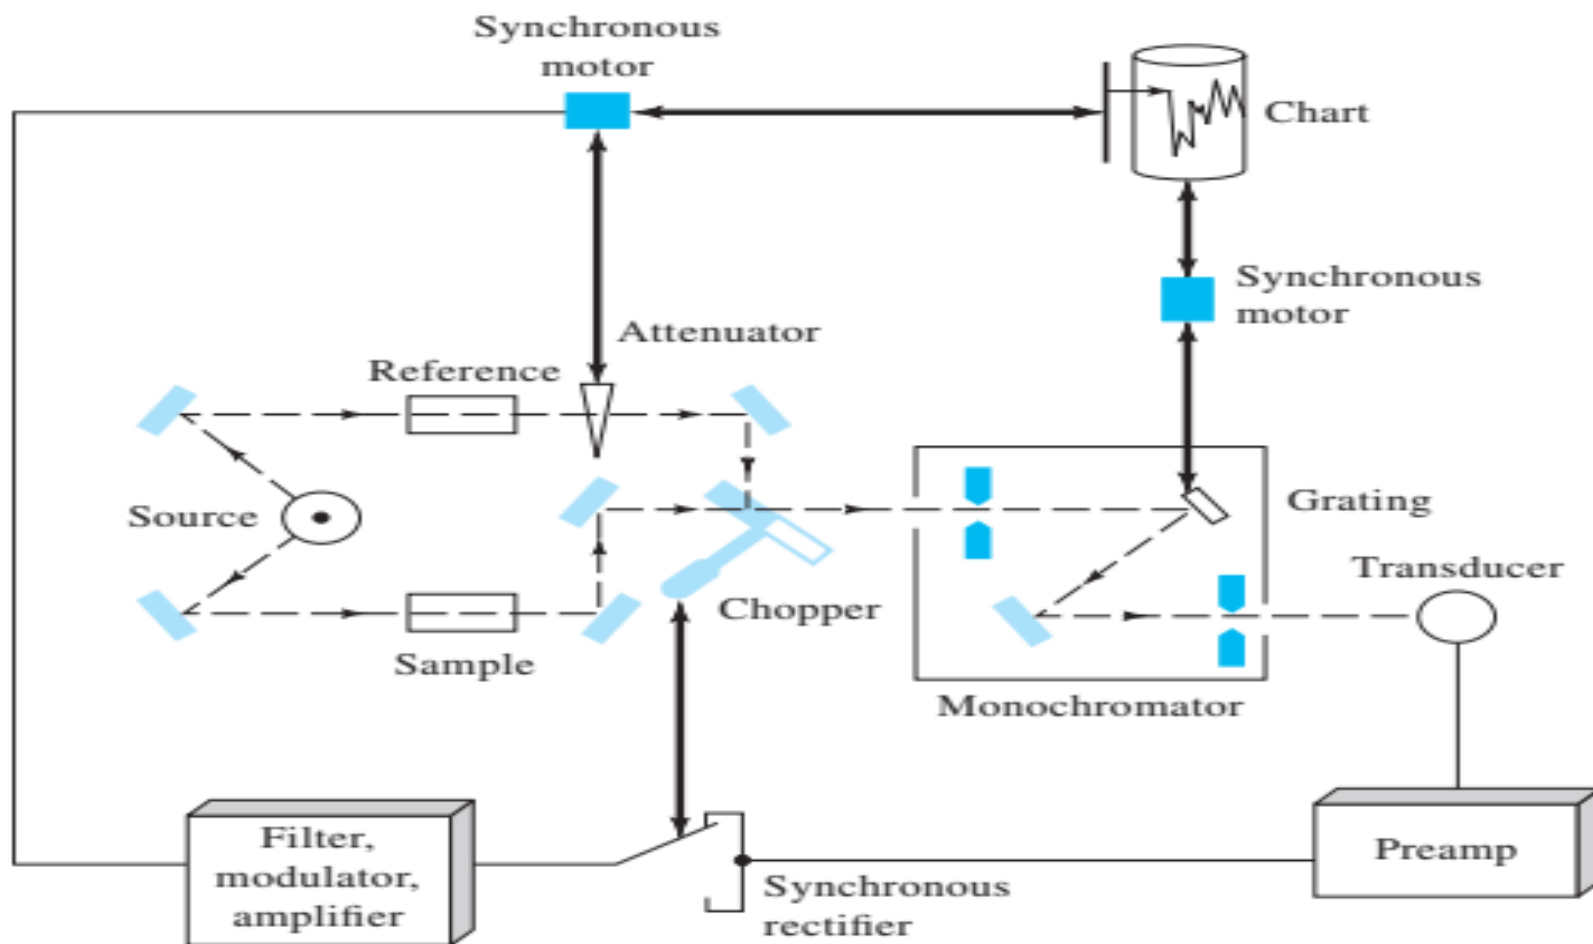 Synchronous
motor
Chart
Synchronous
motor
Attenuator
Reference
Source
Grating
Transducer
Chopper
Sample
Monochromator
Filter,
modulator,
amplifier
Preamp
Synchronous
rectifier